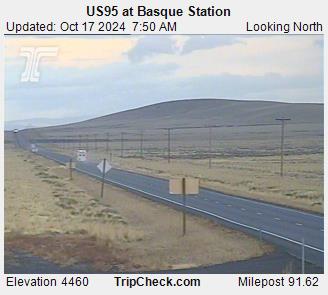 US95 at Basque Station
Updated: Oct 17 2024 7:50 AM Looking North
Elevation 4460 TripCheck.com Milepost 91.62